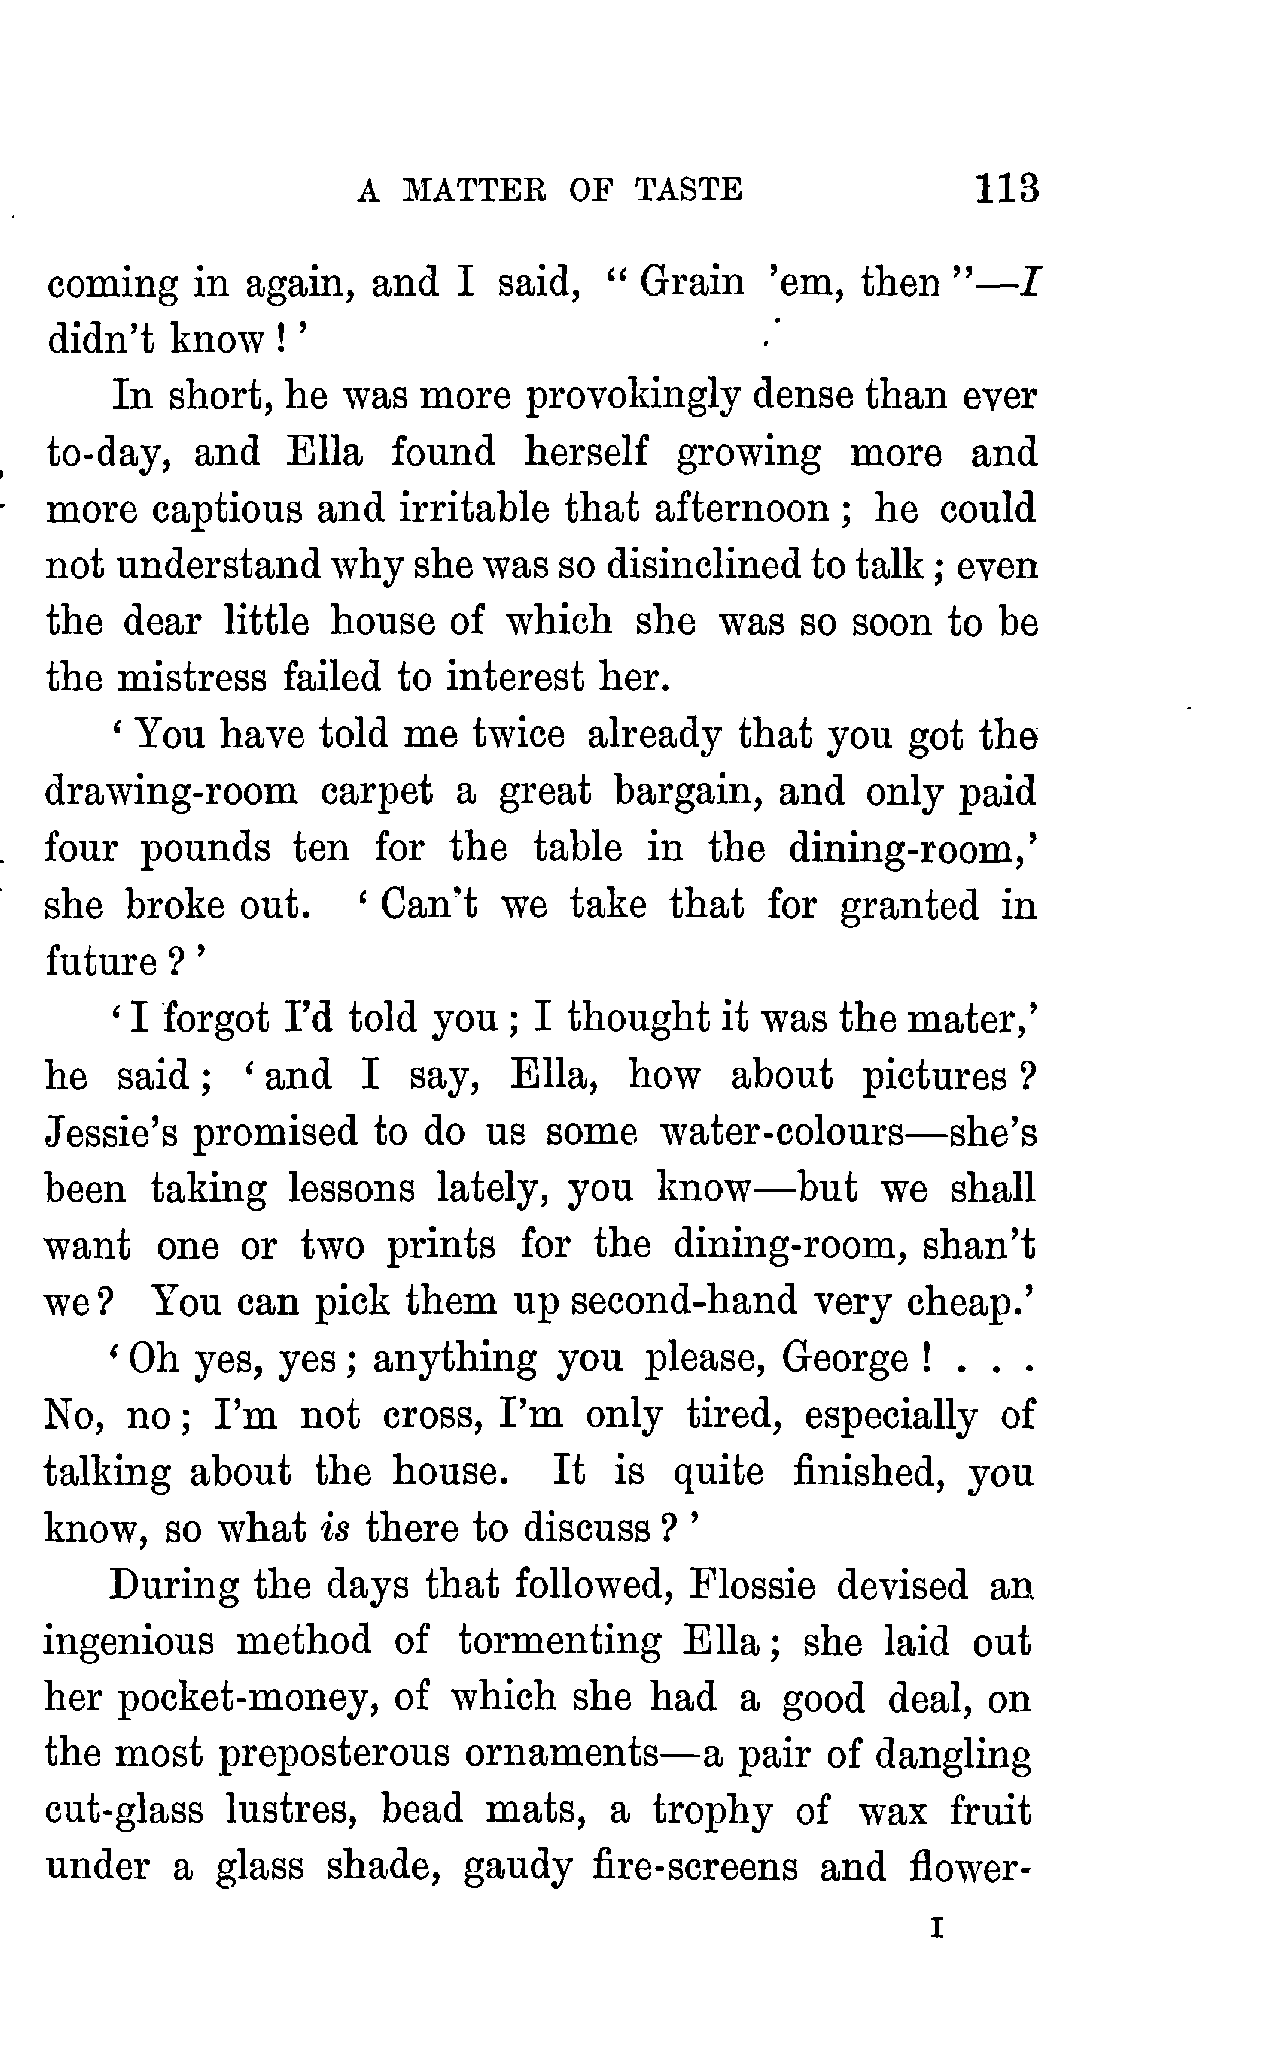 A MATTER OF TASTE 113
coming in again, and I said, “ Grain ’em, then ”—I
didn’t know ! ’
In short, he was more provokingly dense than ever
to-day, and Ella found herself growing more and
more captious and irritable that afternoon ; he could
not understand why she was so disinclined to talk ; even
the dear little house of which she was so soon to be
the mistress failed to interest her.
‘ You have told me twice already that you got the
drawing-room carpet a great bargain, and only paid
four pounds ten for the table in the dining-room,’
she broke out. ‘ Can’t we take that for granted in
future ? ’
‘ I forgot I’d told you ; I thought it was the mater,’
he said ; ‘ and I say, Ella, how about pictures ?
Jessie’s promised to do us some water-colours—she’s
been taking lessons lately, you know—but we shall
want one or two prints for the dining-room, shan’t
we ? You can pick them up second-hand very cheap.’
‘ Oh yes, yes ; anything you please, George ! . . .
No, no ; I’m not cross, I’m only tired, especially of
talking about the house. It is quite finished, you
know, so what is there to discuss ? ’
During the days that followed, Flossie devised an
ingenious method of tormenting Ella ; she laid out
her pocket-money, of which she had a good deal, on
the most preposterous ornaments—a pair of dangling
cut-glass lustres, bead mats, a trophy of wax fruit
under a glass shade, gaudy fire-screens and flower-
I